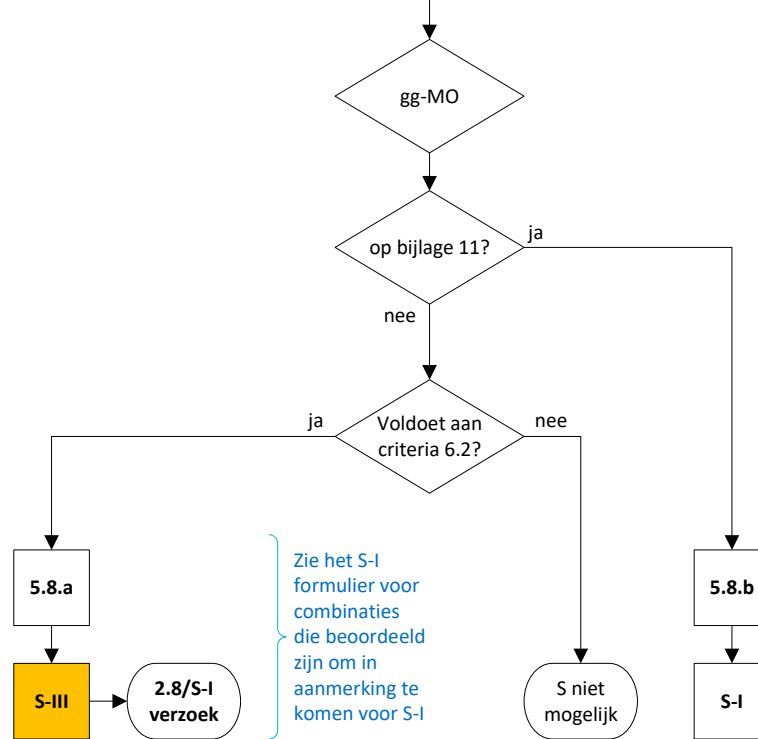 gg-MO
op bijlage 11?
ja
nee
ja
Voldoet aan
criteria 6.2?
nee
5.8.a
Zie het S-I
formulier voor
combinaties
die beoordeeld
zijn om in
aanmerking te
komen voor S-I
5.8.b
S-III
2.8/S-I
verzoek
S niet
mogelijk
S-I